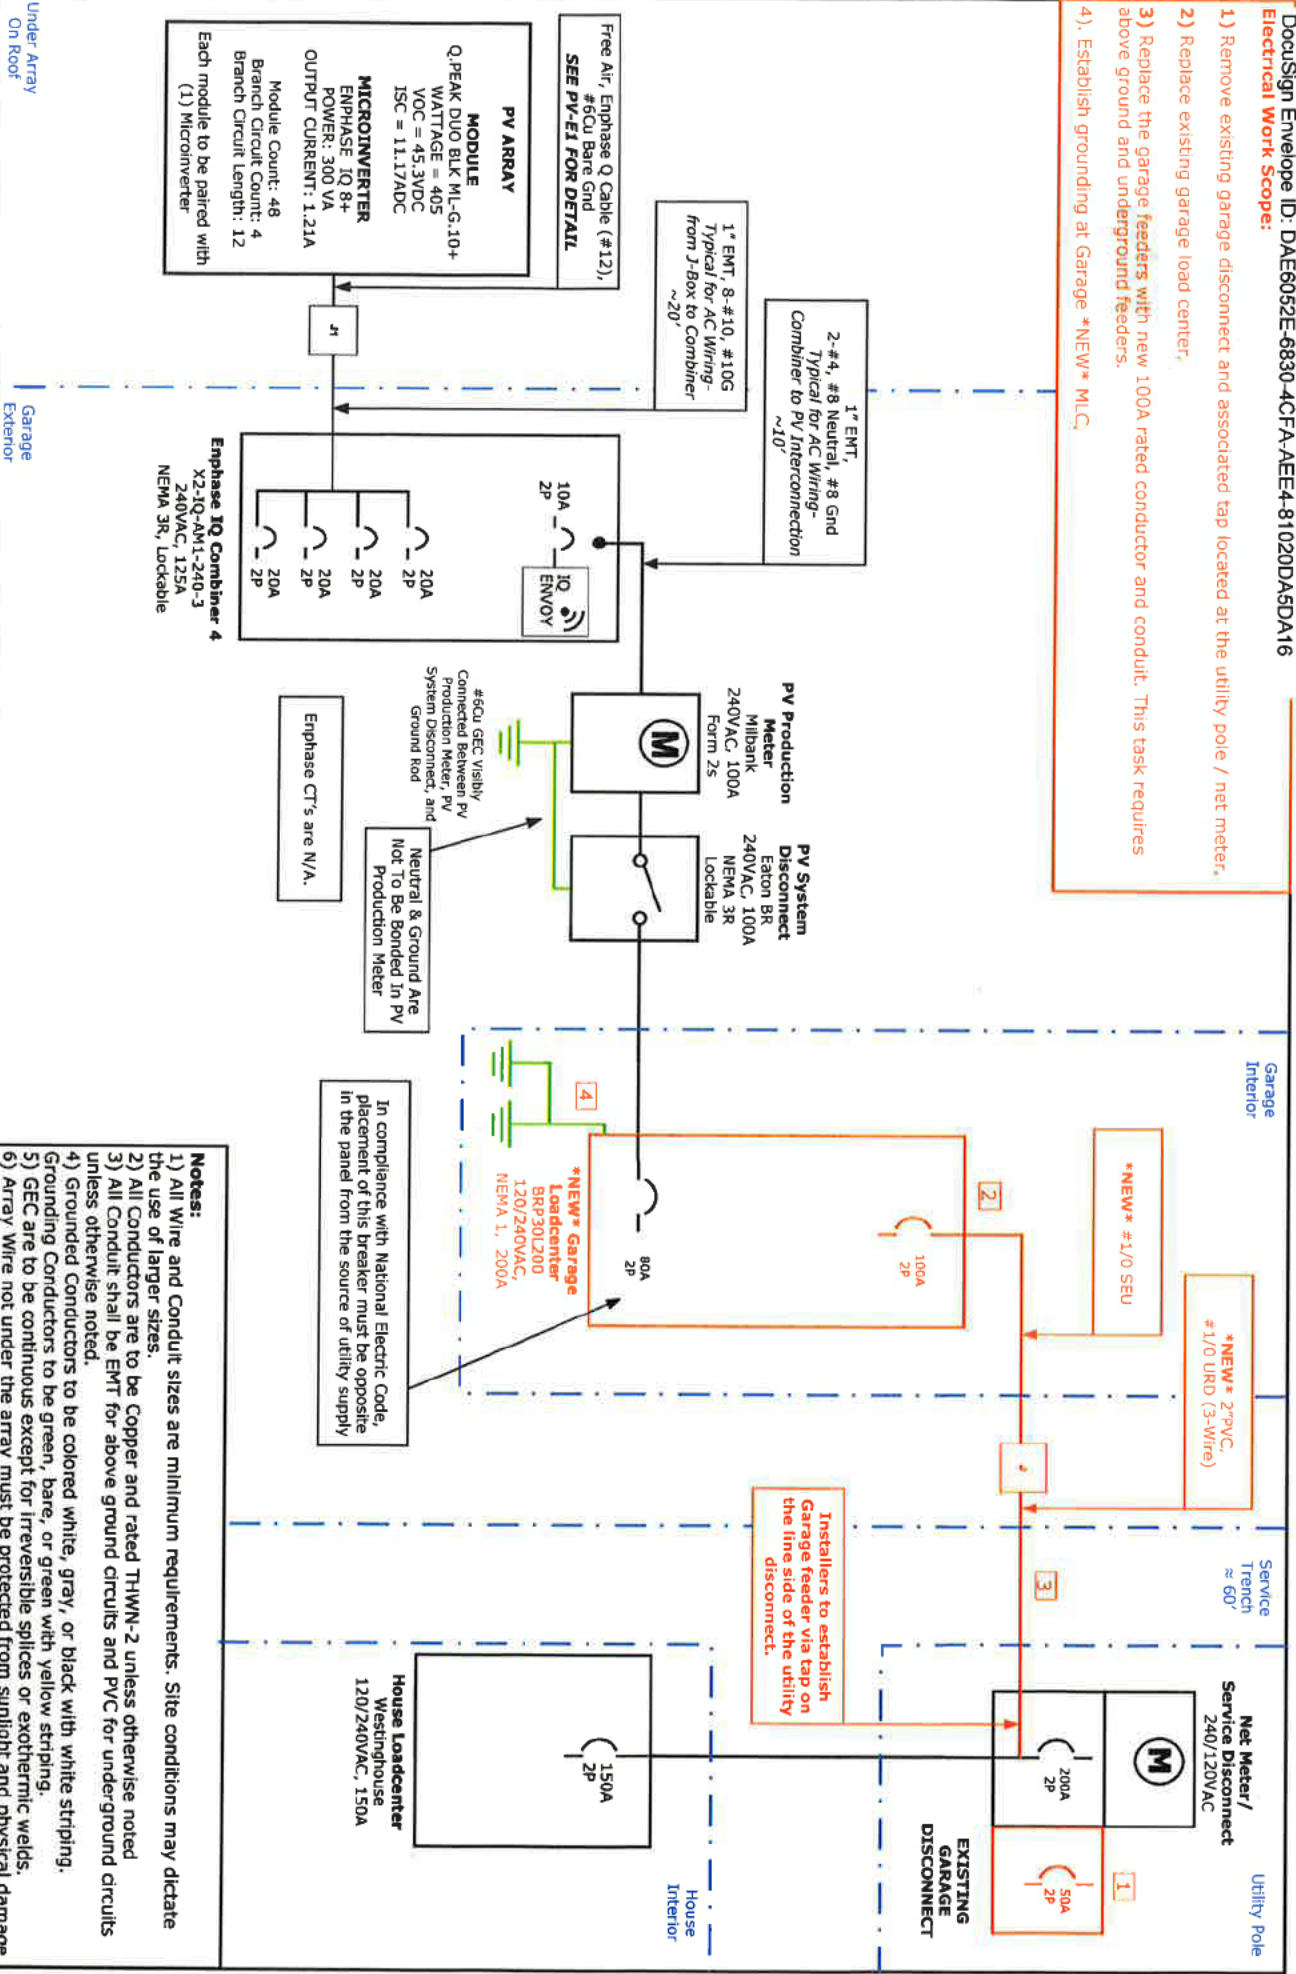 DocuSign Envelope ID: DAE6052E-6830-4CFA-AEE4-81020DA5DA16
Electrical Work Scope:
1) Remove existing garage disconnect and associated tap located at the utility pole / net meter.
2) Replace existing garage load center.
3) Replace the garage feeders with new 100A rated conductor and conduit. This task requires
above ground and underground feeders.
4). Establish grounding at Garage *NEW* MLC.
1" EMT,
2-#4, #8 Neutral, #8 Gnd
Typical for AC Wiring-
Combiner to PV Interconnection
~10'
1" EMT, 8-#10, #10G
Typical for AC Wiring-
from J-Box to Combiner
~20'
Free Air, Enphase Q Cable (#12),
#6Cu Bare Gnd
SEE PV-E1 FOR DETAIL
PV ARRAY
MODULE
Q.PEAK DUO BLK ML-G.10+
WATTAGE = 405
VOC = 45.3VDC
ISC = 11.17ADC
MICROINVERTER
ENPHASE IQ 8+
POWER: 300 VA
OUTPUT CURRENT: 1.21A
Module Count: 48
Branch Circuit Count: 4
Branch Circuit Length: 12
Each module to be paired with
(1) Microinverter
J1
Under Array
On Roof
Garage
Exterior
10A
2P
IQ
ENVOY
20A
2P
20A
2P
20A
2P
20A
2P
Enphase IQ Combiner 4
X2-IQ-AM1-240-3
240VAC, 125A
NEMA 3R, Lockable
PV Production
Meter
Milbank
240VAC, 100A
Form 2s
M
PV System
Disconnect
Eaton BR
240VAC, 100A
NEMA 3R
Lockable
#6Cu GEC Visibly
Connected Between PV
Production Meter, PV
System Disconnect, and
Ground Rod
Neutral & Ground Are
Not To Be Bonded In PV
Production Meter
Enphase CT's are N/A.
Garage
Interior
*NEW* #1/0 SEU
*NEW* 2"PVC,
#1/0 URD (3-Wire)
2
100A
2P
80A
2P
4
*NEW* Garage
Loadcenter
BRP30L200
120/240VAC,
NEMA 1, 200A
In compliance with National Electric Code,
placement of this breaker must be opposite
in the panel from the source of utility supply
Service
Trench
≈ 60'
3
Installers to establish
Garage feeder via tap on
the line side of the utility
disconnect.
Utility Pole
Net Meter/
Service Disconnect
240/120VAC
M
200A
2P
1
50A
2P
EXISTING
GARAGE
DISCONNECT
House
Interior
150A
2P
House Loadcenter
Westinghouse
120/240VAC, 150A
Notes:
1) All Wire and Conduit sizes are minimum requirements. Site conditions may dictate
the use of larger sizes.
2) All Conductors are to be Copper and rated THWN-2 unless otherwise noted
3) All Conduit shall be EMT for above ground circuits and PVC for underground circuits
unless otherwise noted.
4) Grounded Conductors to be colored white, gray, or black with white striping.
Grounding Conductors to be green, bare, or green with yellow striping.
5) GEC are to be continuous except for irreversible splices or exothermic welds.
6) Array Wire not under the array must be protected from sunlight and physical damage